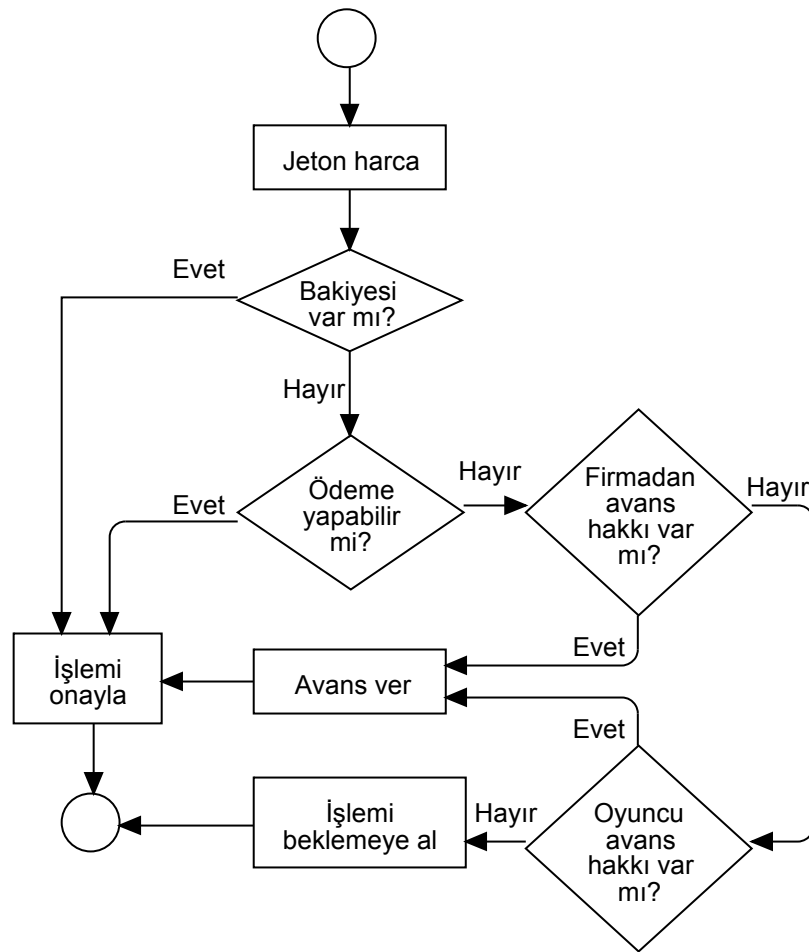 Jeton harca
Evet
Bakiyesi
var mı?
Hayır
Evet
Ödeme
yapabilir
mi?
Hayır
Firmadan
avans
hakkı var
mı?
Hayır
İşlemi
onayla
Avans ver
Evet
Evet
İşlemi
beklemeye al
Hayır
Oyuncu
avans
hakkı var
mı?